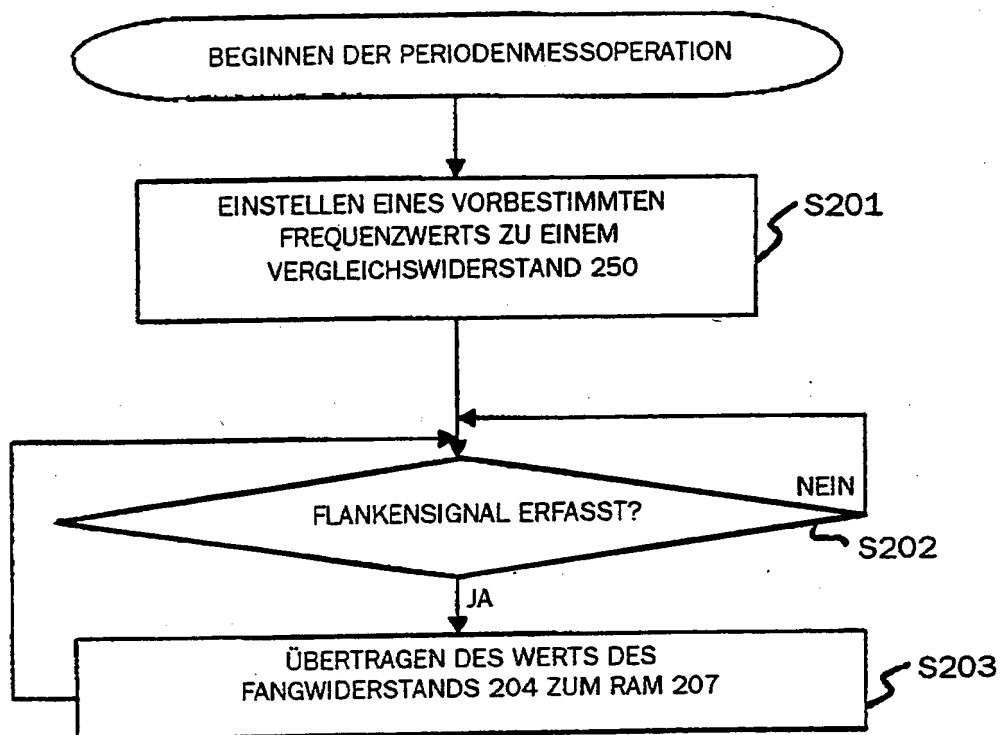 BEGINNEN DER PERIODENMESSOPERATION
EINSTELLEN EINES VORBESTIMMTEN
FREQUENZWERTS ZU EINEM
VERGLEICHSWIDERSTAND 250
S201
NEIN
FLANKENSIGNAL ERFASST?
S202
JA
ÜBERTRAGEN DES WERTS DES
FANGWIDERSTANDS 204 ZUM RAM 207
S203